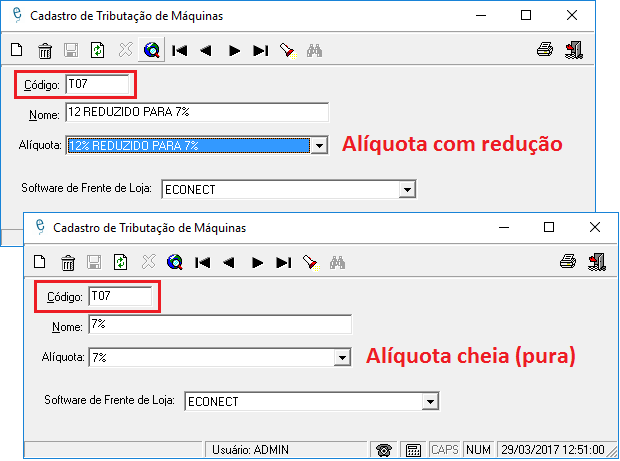 Cadastro de Tributação de Máquinas
Código: T07
Nome: 12 REDUZIDO PARA 7%
Alíquota: 12% REDUZIDO PARA 7%
Alíquota com redução
Software de Frente de Loja: ECONECT
Cadastro de Tributação de Máquinas
Código: T07
Nome: 7%
Alíquota: 7%
Alíquota cheia (pura)
Software de Frente de Loja: ECONECT
Usuário: ADMIN CAPS NUM 29/03/2017 12:51:00